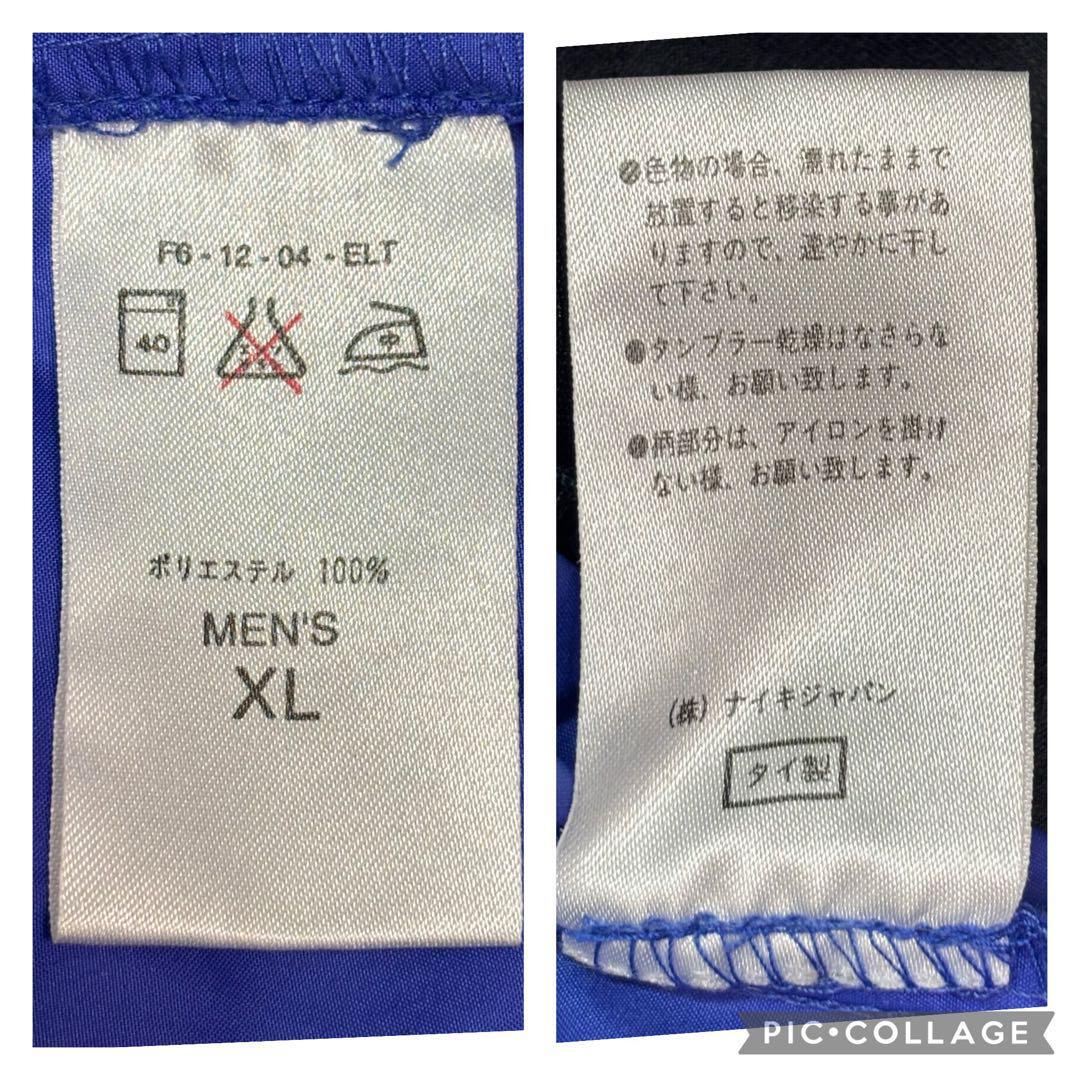 F6-12-04-ELT
40
中
ポリエステル 100%
MEN'S
XL
●色物の場合、濡れたままで
放置すると移染する事があ
りますので、速やかに干し
て下さい。
●タンブラー乾燥はなさらな
い様、お願い致します。
●柄部分は、アイロンを掛け
ない様、お願い致します。
(株) ナイキジャパン
タイ製
PIC•COLLAGE